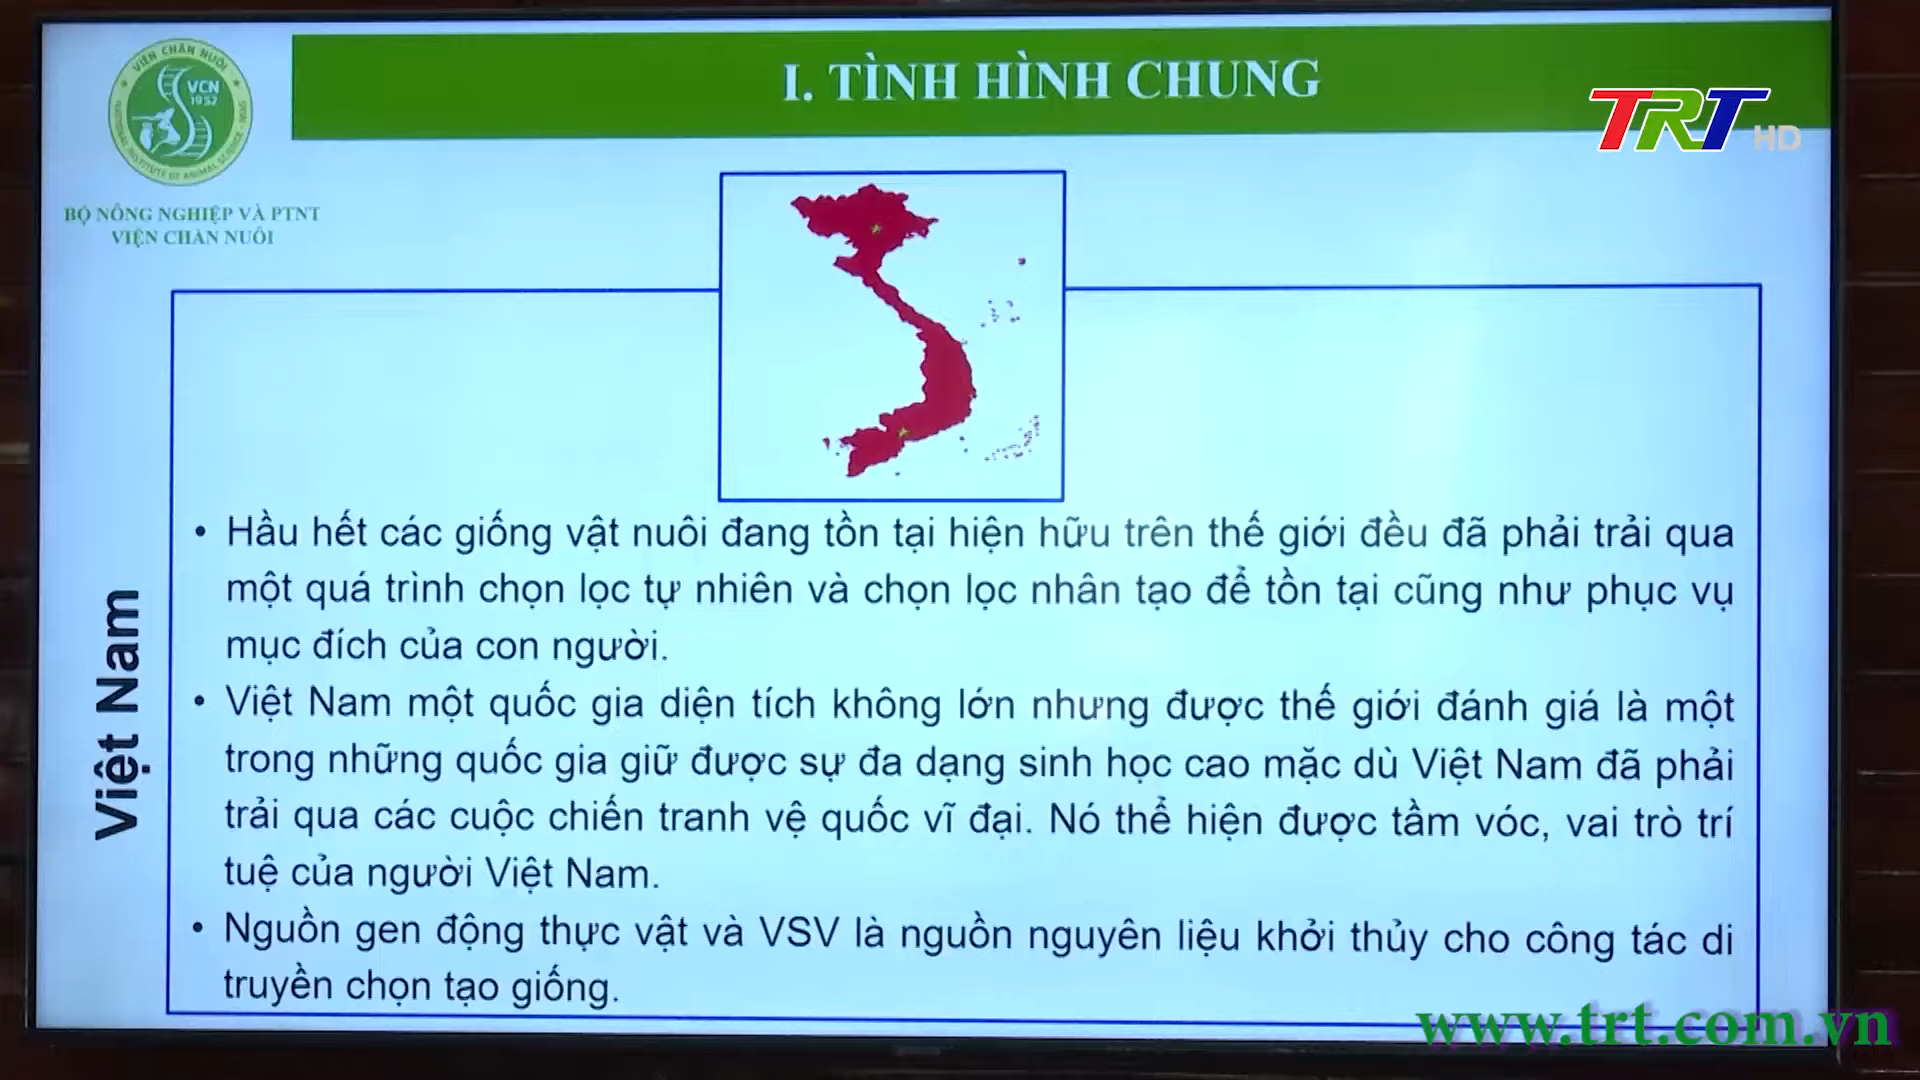 I. TÌNH HÌNH CHUNG
TRT HD
VIỆN CHĂN NUÔI
VCN
1952
NATIONAL INSTITUTE OF ANIMAL SCIENCE - NIAS
BỘ NÔNG NGHIỆP VÀ PTNT
VIỆN CHĂN NUÔI
Việt Nam
• Hầu hết các giống vật nuôi đang tồn tại hiện hữu trên thế giới đều đã phải trải qua
một quá trình chọn lọc tự nhiên và chọn lọc nhân tạo để tồn tại cũng như phục vụ
mục đích của con người.
• Việt Nam một quốc gia diện tích không lớn nhưng được thế giới đánh giá là một
trong những quốc gia giữ được sự đa dạng sinh học cao mặc dù Việt Nam đã phải
trải qua các cuộc chiến tranh vệ quốc vĩ đại. Nó thể hiện được tầm vóc, vai trò trí
tuệ của người Việt Nam.
• Nguồn gen động thực vật và VSV là nguồn nguyên liệu khởi thủy cho công tác di
truyền chọn tạo giống.
www.trt.com.vn